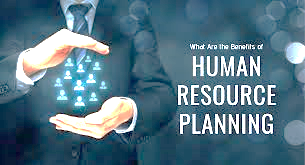 What Are the Benefits of
HUMAN
RESOURCE
PLANNING